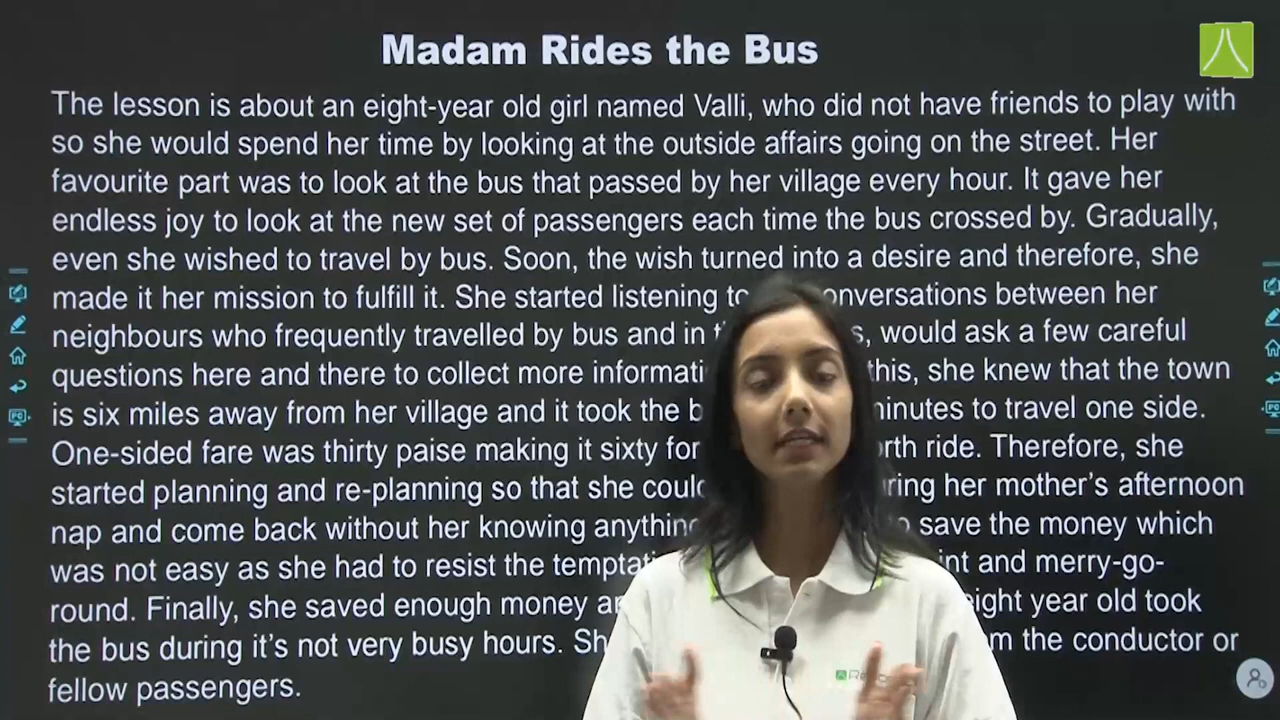 Madam Rides the Bus
The lesson is about an eight-year old girl named Valli, who did not have friends to play with
so she would spend her time by looking at the outside affairs going on the street. Her
favourite part was to look at the bus that passed by her village every hour. It gave her
endless joy to look at the new set of passengers each time the bus crossed by. Gradually,
even she wished to travel by bus. Soon, the wish turned into a desire and therefore, she
made it her mission to fulfill it. She started listening to between her
neighbours who frequently travelled by bus and in would ask a few careful
questions here and there to collect more this, she knew that the town
is six miles away from her village and it took the to travel one side.
One-sided fare was thirty paise making it sixty for ride. Therefore, she
started planning and re-planning so that she her mother's afternoon
nap and come back without her knowing save the money which
was not easy as she had to resist the and merry-go-
round. Finally, she saved enough money year old took
the bus during it's not very busy hours. the conductor or
fellow passengers.
PC
PC